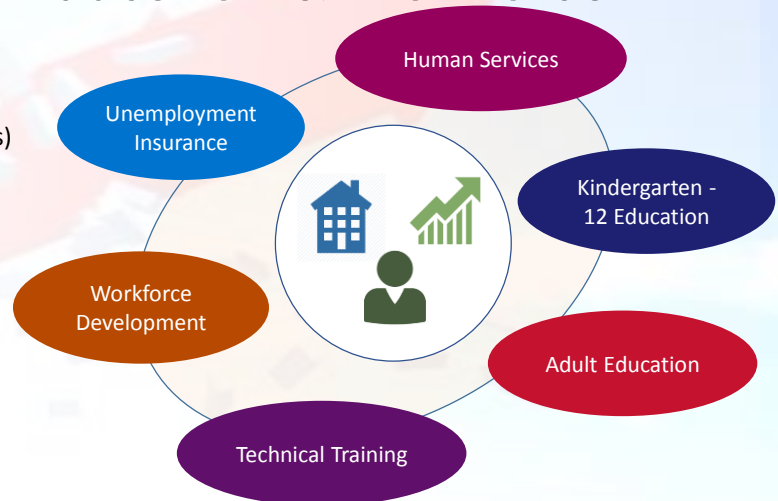 Human Services
Unemployment
Insurance
s)
Kindergarten -
12 Education
Workforce
Development
Adult Education
Technical Training